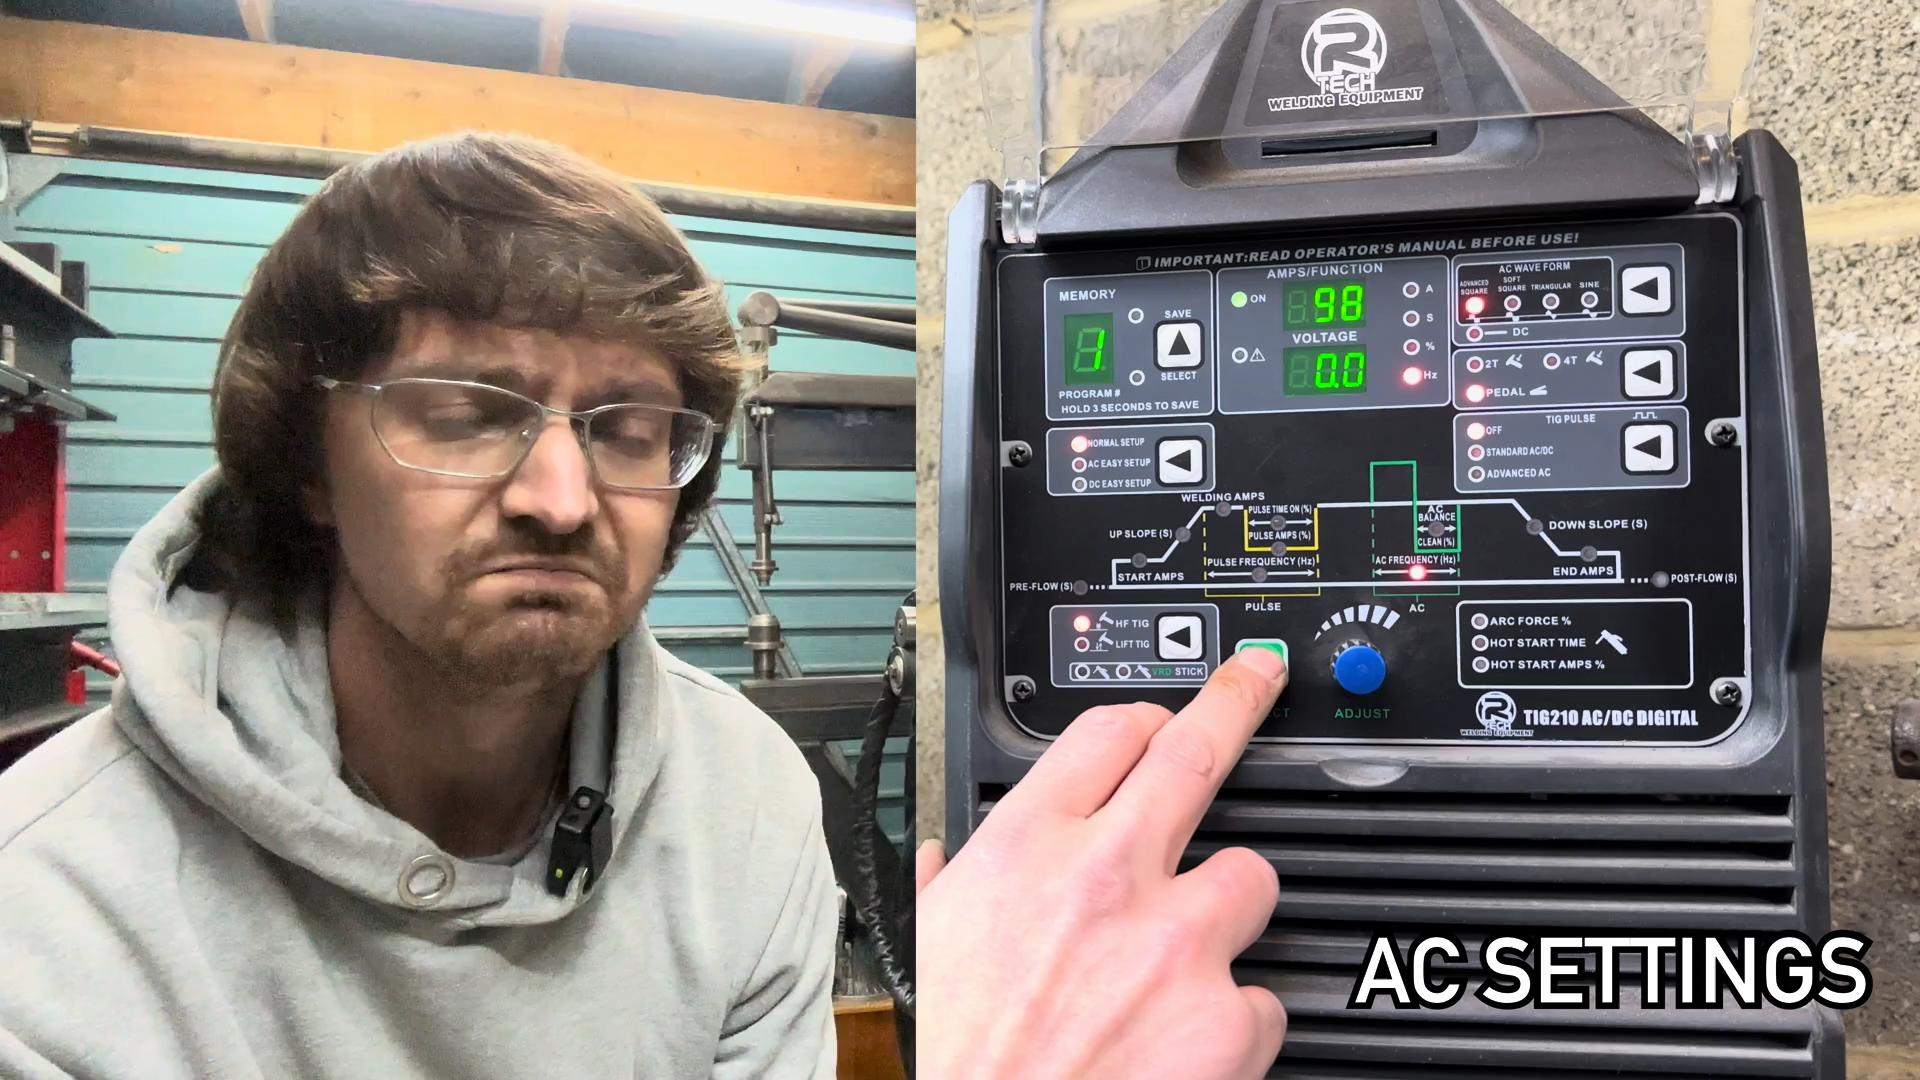 R
TECH
WELDING EQUIPMENT
IMPORTANT:READ OPERATOR'S MANUAL BEFORE USE!
MEMORY
1
SAVE
SELECT
PROGRAM #
HOLD 3 SECONDS TO SAVE
AMPS/FUNCTION
ON
98
VOLTAGE
0.0
A
S
%
Hz
AC WAVE FORM
ADVANCED SQUARE
SOFT SQUARE
TRIANGULAR
SINE
DC
2T
4T
PEDAL
TIG PULSE
OFF
STANDARD AC/DC
ADVANCED AC
NORMAL SETUP
AC EASY SETUP
DC EASY SETUP
WELDING AMPS
PULSE TIME ON (%)
PULSE AMPS (%)
UP SLOPE (S)
START AMPS
PULSE FREQUENCY (Hz)
PRE-FLOW (S)
PULSE
AC
BALANCE
CLEAN (%)
AC FREQUENCY (Hz)
AC
DOWN SLOPE (S)
END AMPS
POST-FLOW (S)
HF TIG
LIFT TIG
VRD STICK
ADJUST
ARC FORCE %
HOT START TIME
HOT START AMPS %
R
TECH
WELDING EQUIPMENT
TIG210 AC/DC DIGITAL
AC SETTINGS